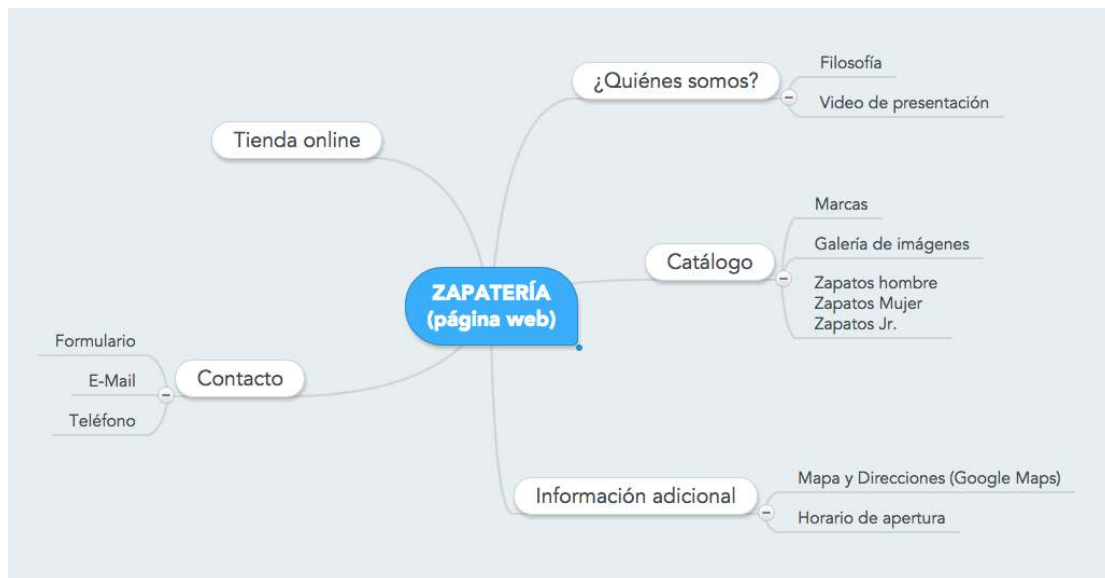 ¿Quiénes somos?
Filosofía
Video de presentación
Tienda online
Catálogo
Marcas
Galería de imágenes
Zapatos hombre
Zapatos Mujer
Zapatos Jr.
ZAPATERÍA
(página web)
Contacto
Formulario
E-Mail
Teléfono
Información adicional
Mapa y Direcciones (Google Maps)
Horario de apertura